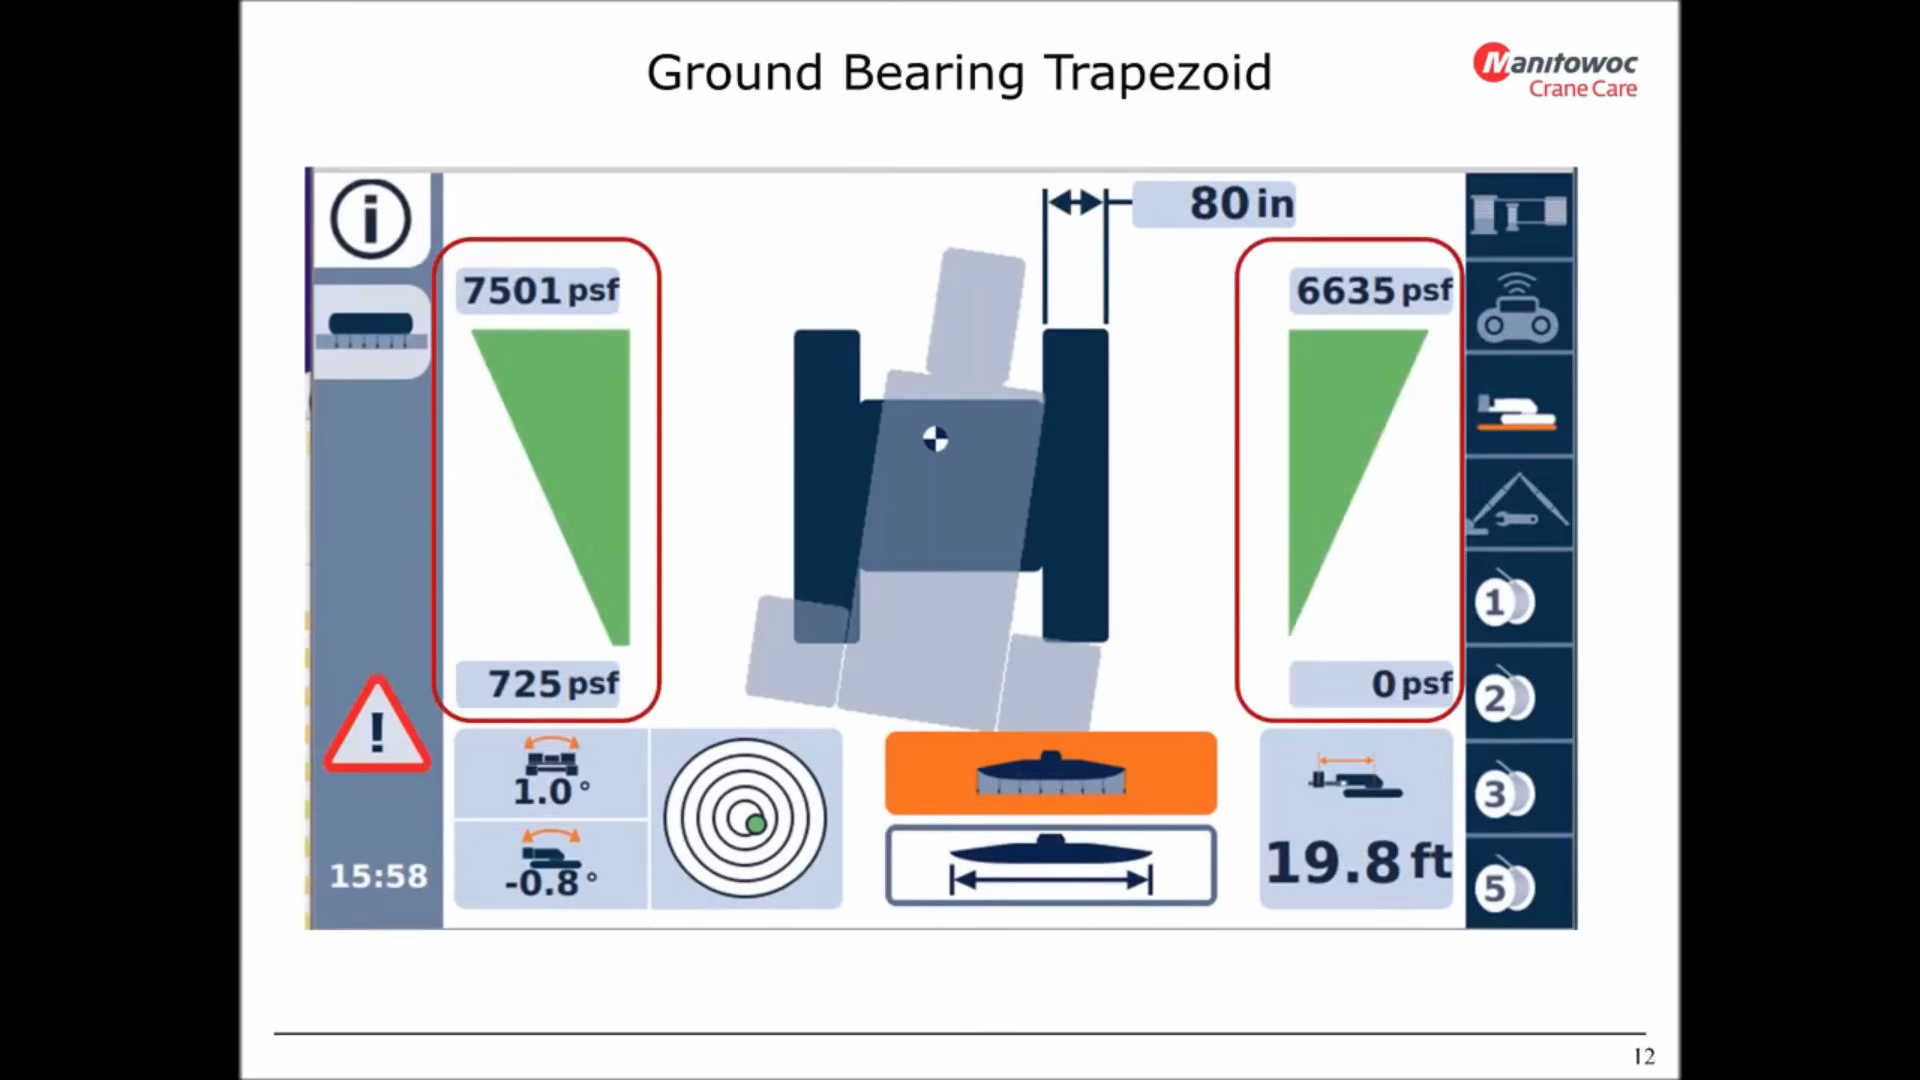 Ground Bearing Trapezoid
Manitowoc
Crane Care
i
80 in
7501 psf
6635 psf
725 psf
0 psf
!
1.0°
-0.8°
15:58
19.8 ft
1
2
3
5
12